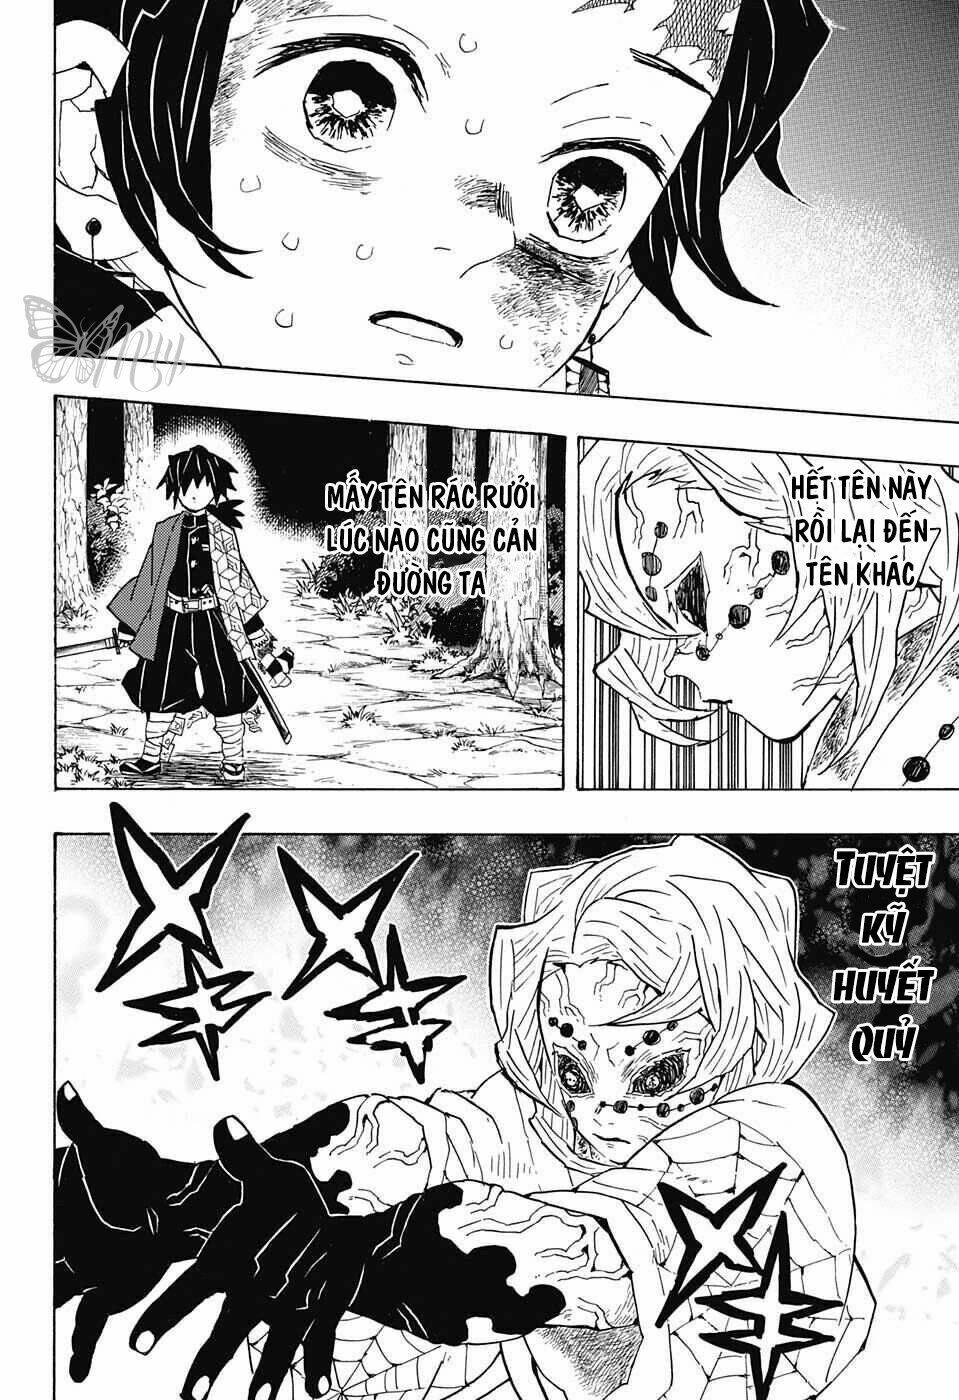 HẾT TÊN NÀY
RỒI LẠI ĐẾN
TÊN KHÁC
MẤY TÊN RÁC RƯỞI
LÚC NÀO CŨNG CẢN
ĐƯỜNG TA
TUYỆT
KỸ
HUYẾT
QUỶ